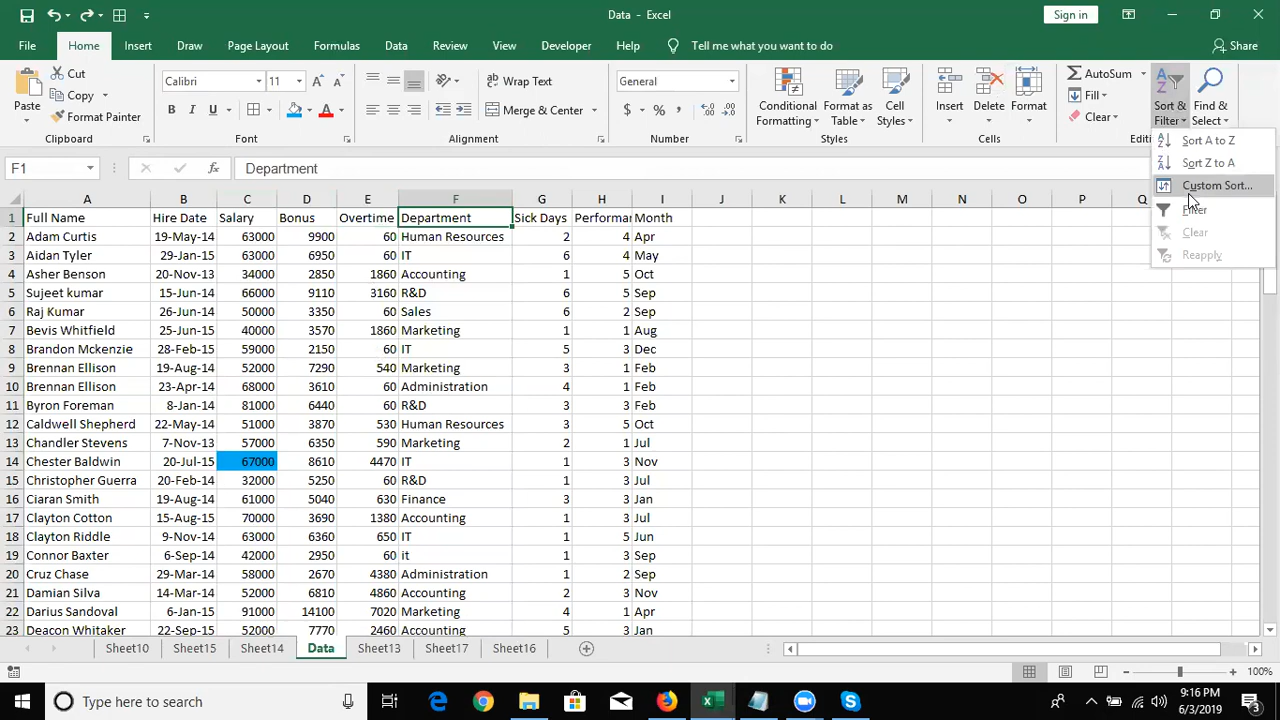 Data - Excel
Sign in
File Home Insert Draw Page Layout Formulas Data Review View Developer Help Tell me what you want to do Share
Paste Cut Copy Format Painter Clipboard
Calibri 11 B I U A A A Font
Wrap Text Merge & Center Alignment
General $ % , Number
Conditional Formatting Format as Table Cell Styles Styles
Insert Delete Format Cells
AutoSum Fill Clear Sort & Filter Find & Select Editi
Sort A to Z
Sort Z to A
Custom Sort...
Filter
Clear
Reapply
F1 fx Department
A B C D E F G H I J K L M N O P Q
1 Full Name Hire Date Salary Bonus Overtime Department Sick Days Performan Month
2 Adam Curtis 19-May-14 63000 9900 60 Human Resources 2 4 Apr
3 Aidan Tyler 29-Jan-15 63000 6950 60 IT 6 4 May
4 Asher Benson 20-Nov-13 34000 2850 1860 Accounting 1 5 Oct
5 Sujeet kumar 15-Jun-14 66000 9110 3160 R&D 6 5 Sep
6 Raj Kumar 26-Jun-14 50000 3350 60 Sales 6 2 Sep
7 Bevis Whitfield 25-Jun-15 40000 3570 1860 Marketing 1 1 Aug
8 Brandon Mckenzie 28-Feb-15 59000 2150 60 IT 5 3 Dec
9 Brennan Ellison 19-Aug-14 52000 7290 540 Marketing 3 1 Feb
10 Brennan Ellison 23-Apr-14 68000 3610 60 Administration 4 1 Feb
11 Byron Foreman 8-Jan-14 81000 6440 60 R&D 3 3 Feb
12 Caldwell Shepherd 22-May-14 51000 3870 530 Human Resources 3 5 Oct
13 Chandler Stevens 7-Nov-13 57000 6350 590 Marketing 2 1 Jul
14 Chester Baldwin 20-Jul-15 67000 8610 4470 IT 1 3 Nov
15 Christopher Guerra 20-Feb-14 32000 5250 60 R&D 1 3 Jul
16 Ciaran Smith 19-Aug-14 61000 5040 630 Finance 3 3 Jan
17 Clayton Cotton 15-Aug-15 70000 3690 1380 Accounting 1 3 Jul
18 Clayton Riddle 9-Nov-14 63000 6360 650 IT 1 5 Jun
19 Connor Baxter 6-Sep-14 42000 2950 60 it 1 3 Sep
20 Cruz Chase 29-Mar-14 58000 2670 4380 Administration 1 2 Sep
21 Damian Silva 14-Mar-14 52000 6810 4860 Accounting 2 3 Nov
22 Darius Sandoval 6-Jan-15 91000 14100 7020 Marketing 4 1 Apr
23 Deacon Whitaker 22-Sep-15 52000 7770 2460 Accounting 5 3 Jan
Sheet10 Sheet15 Sheet14 Data Sheet13 Sheet17 Sheet16
100%
Type here to search
9:16 PM
6/3/2019
3